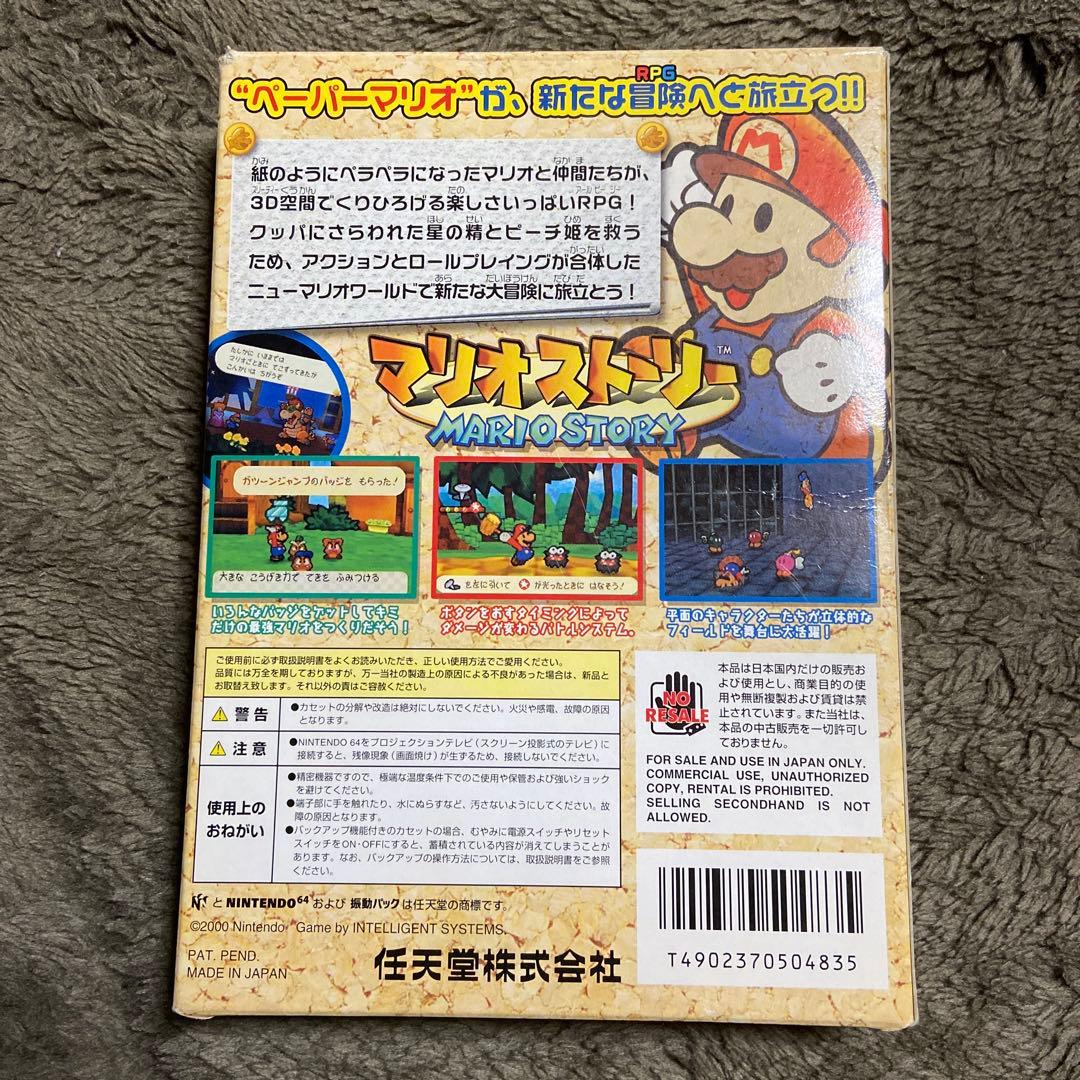 “ペーパーマリオ”が、新たな冒険へと旅立つ!!
RPG
紙のようにペラペラになったマリオと仲間たちが、
3D空間でくりひろげる楽しさいっぱいRPG！
クッパにさらわれた星の精とピーチ姫を救う
ため、アクションとロールプレイングが合体した
ニューマリオワールドで新たな大冒険に旅立とう！
M
マリオストーリー™
MARIO STORY
たしかに いままでは
マリオごときに てこずってきたが
こんかいは ちがうぞ
ガツーンジャンプのバッジを もらった！
大きな こうげき力で てきを ふみつける
を左に引いて が光ったときに はなそう！
いろんなバッジをゲットしてキミ
だけの最強マリオをつくりだそう！
ボタンをおすタイミングによって
ダメージが変わるバトルシステム。
平面のキャラクターたちが立体的な
フィールドを舞台に大活躍！
ご使用前に必ず取扱説明書をよくお読みいただき、正しい使用方法でご愛用ください。
品質には万全を期しておりますが、万一当社の製造上の原因による不良があった場合は、新品と
お取替え致します。それ以外の責はご容赦ください。
警告
●カセットの分解や改造は絶対にしないでください。火災や感電、故障の原因
となります。
注意
●NINTENDO 64をプロジェクションテレビ（スクリーン投影式のテレビ）に
接続すると、残像現象（画面焼け）が生ずるため、接続しないでください。
使用上の
おねがい
●精密機器ですので、極端な温度条件下でのご使用や保管および強いショック
を避けてください。
●端子部に手を触れたり、水にぬらすなど、汚さないようにしてください。故
障の原因となります。
●バックアップ機能付きのカセットの場合、むやみに電源スイッチやリセット
スイッチをON・OFFにすると、蓄積されている内容が消えてしまうことが
あります。なお、バックアップの操作方法については、取扱説明書をご参照
ください。
NO
RESALE
本品は日本国内だけの販売お
よび使用とし、商業目的の使
用や無断複製および賃貸は禁
止されています。また当社は、
本品の中古販売を一切許可し
ておりません。
FOR SALE AND USE IN JAPAN ONLY.
COMMERCIAL USE, UNAUTHORIZED
COPY, RENTAL IS PROHIBITED.
SELLING SECONDHAND IS NOT
ALLOWED.
と NINTENDO64 および 振動パック は任天堂の商標です。
©2000 Nintendo Game by INTELLIGENT SYSTEMS.
PAT. PEND.
MADE IN JAPAN
任天堂株式会社
T4902370504835